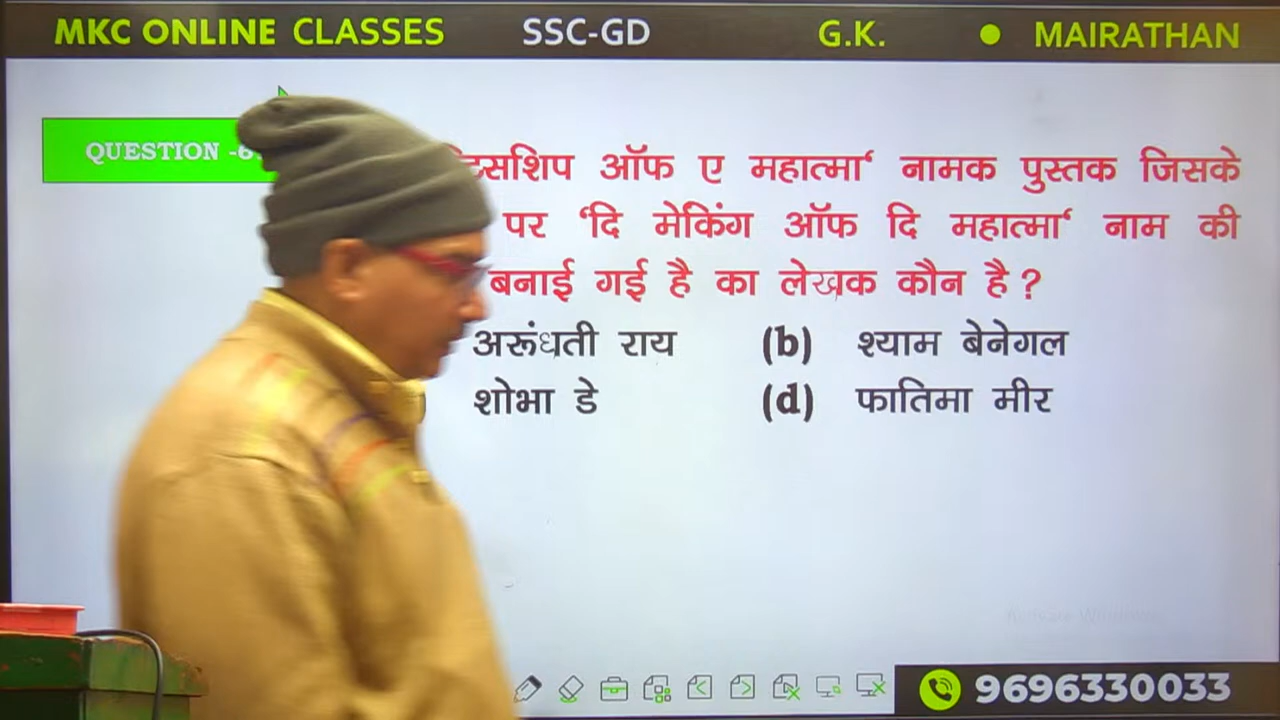 MKC ONLINE CLASSES SSC-GD G.K. MAIRATHAN
QUESTION -6
ऑफ ए महात्मा‘ नामक पुस्तक जिसके
पर ‘दि मेकिंग ऑफ दि महात्मा‘ नाम की
बनाई गई है का लेखक कौन है ?
अरूंधती राय (b) श्याम बेनेगल
शोभा डे (d) फातिमा मीर
9696330033